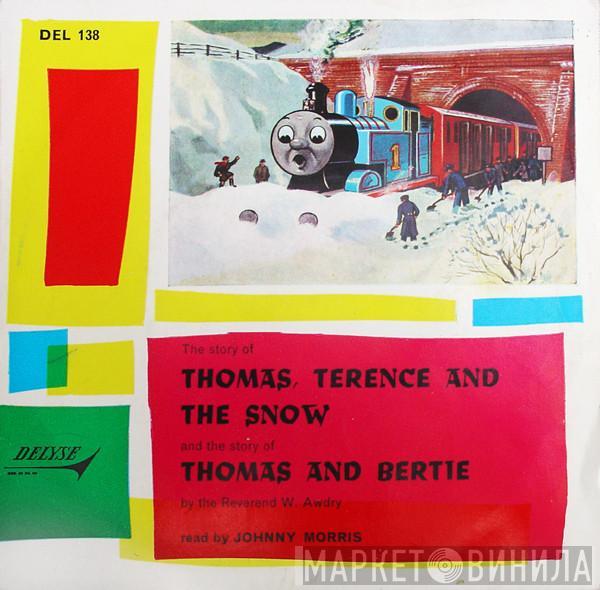 DEL 138
1
The story of
THOMAS, TERENCE AND
THE SNOW
and the story of
THOMAS AND BERTIE
by the Reverend W. Awdry
read by JOHNNY MORRIS
DELYSE
МАРКЕТ ВИНИЛА